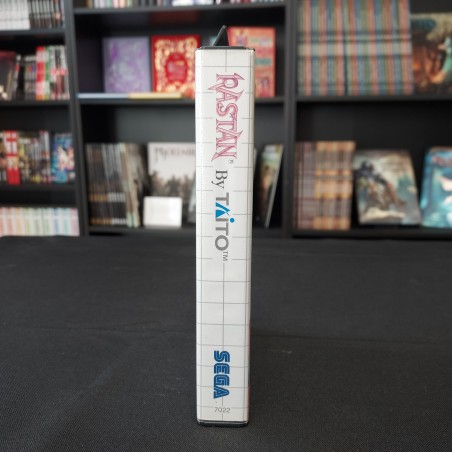 RASTAN®
By TAITO™
SEGA
7022